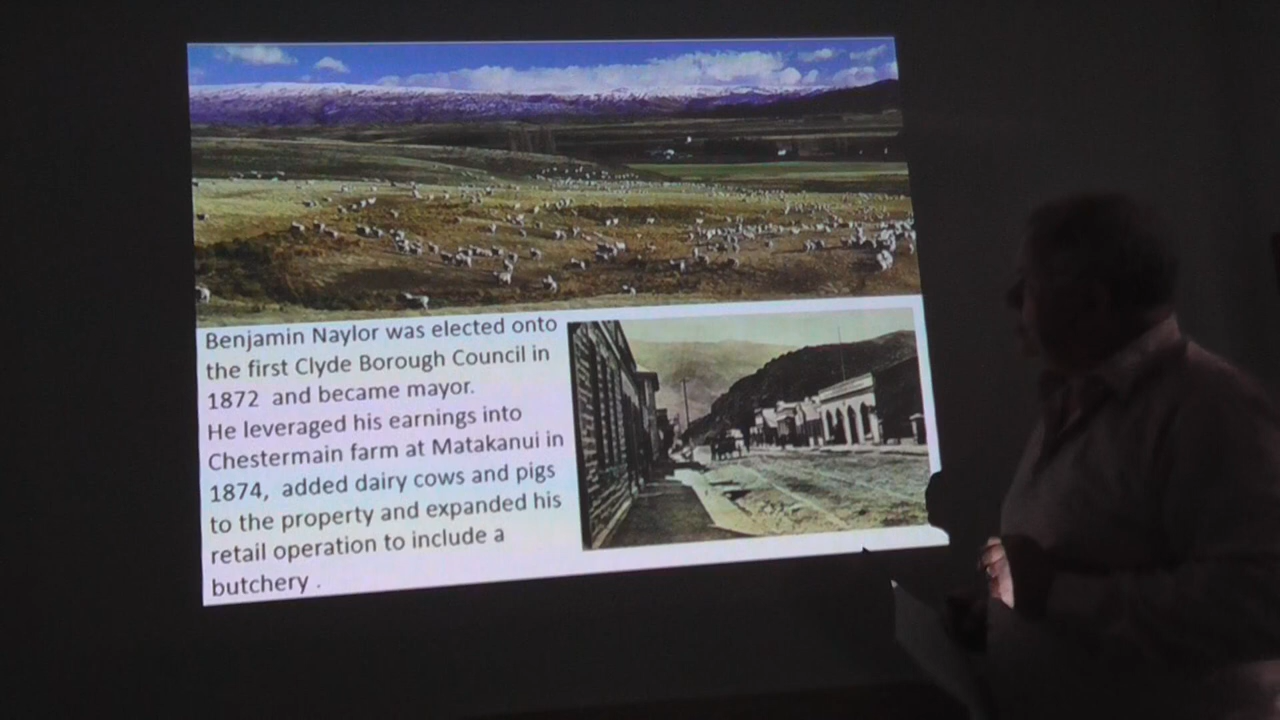 Benjamin Naylor was elected onto
the first Clyde Borough Council in
1872 and became mayor.
He leveraged his earnings into
Chestermain farm at Matakanui in
1874, added dairy cows and pigs
to the property and expanded his
retail operation to include a
butchery .